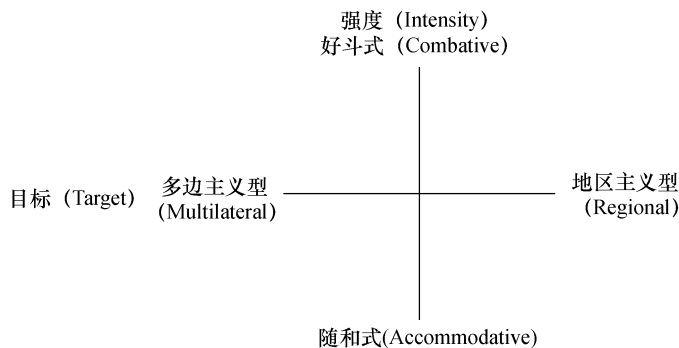 强度（Intensity）
好斗式（Combative）
目标（Target）
多边主义型
（Multilateral）
地区主义型
（Regional）
随和式(Accommodative)